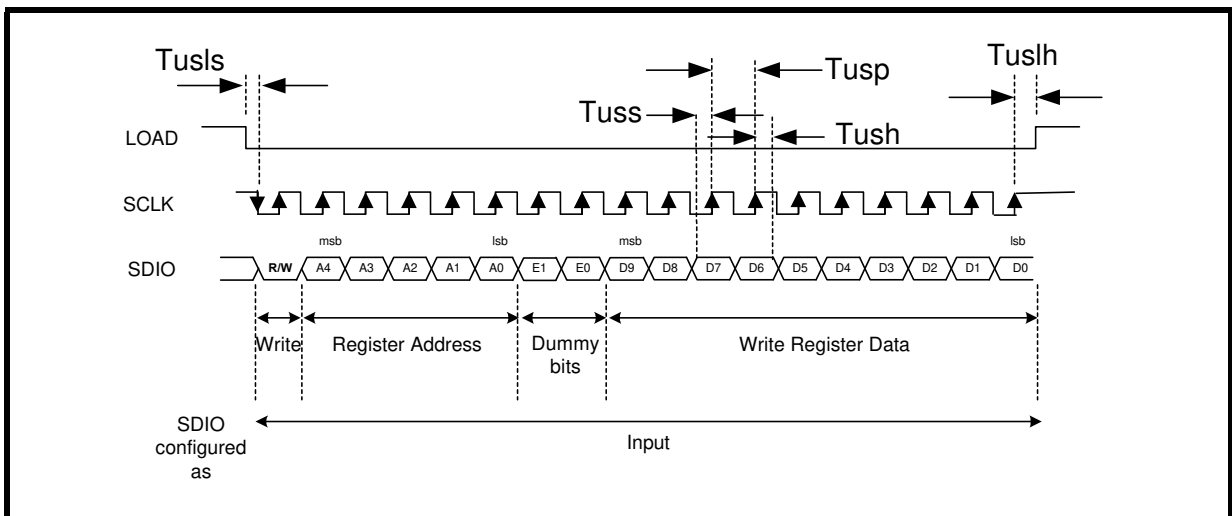 Tusls
Tuslh
Tusp
Tuss
Tush
LOAD
SCLK
msb lsb msb lsb
SDIO R/W A4 A3 A2 A1 A0 E1 E0 D9 D8 D7 D6 D5 D4 D3 D2 D1 D0
Write Register Address Dummy Write Register Data
bits
SDIO
configured
as
Input